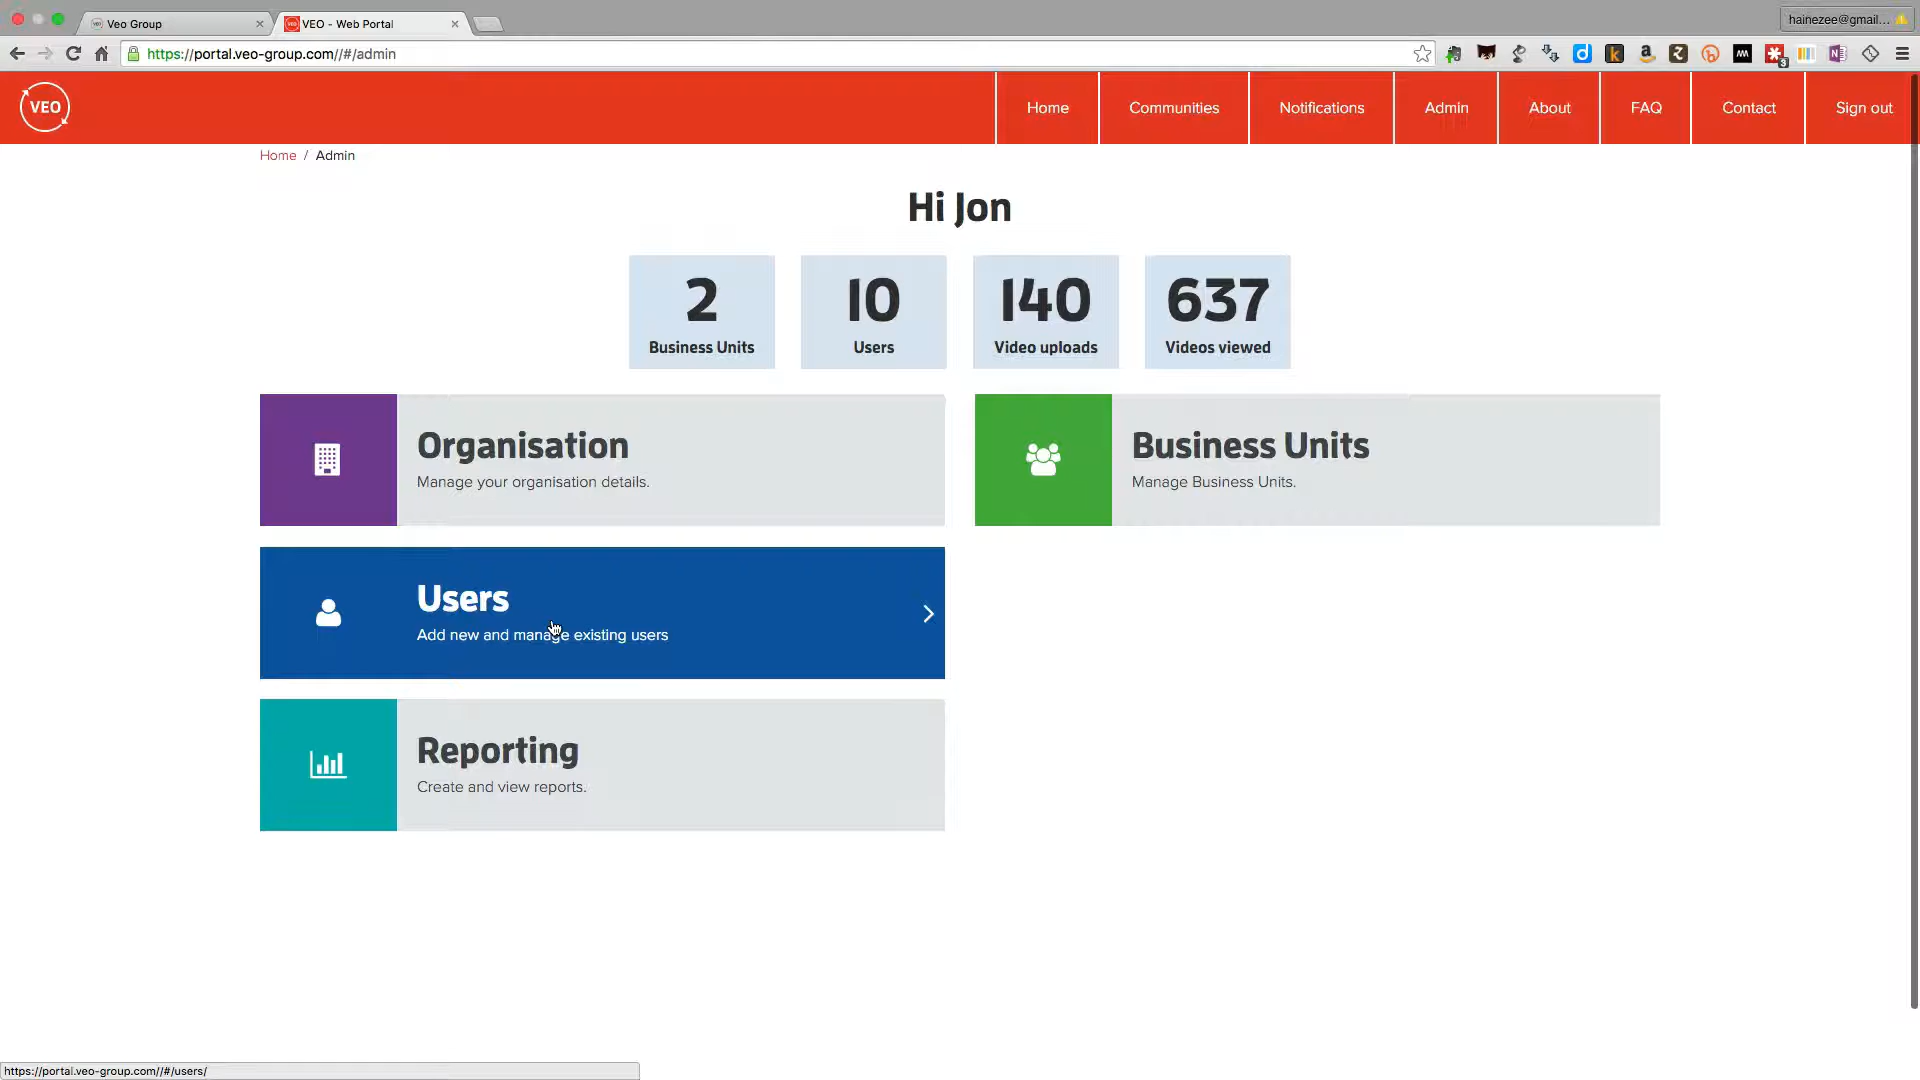 Veo Group
VEO - Web Portal
hainezee@gmail...
https://portal.veo-group.com//#/admin
VEO
Home
Communities
Notifications
Admin
About
FAQ
Contact
Sign out
Home / Admin
Hi Jon
2
Business Units
10
Users
140
Video uploads
637
Videos viewed
Organisation
Manage your organisation details.
Business Units
Manage Business Units.
Users
Add new and manage existing users
Reporting
Create and view reports.
https://portal.veo-group.com//#/users/